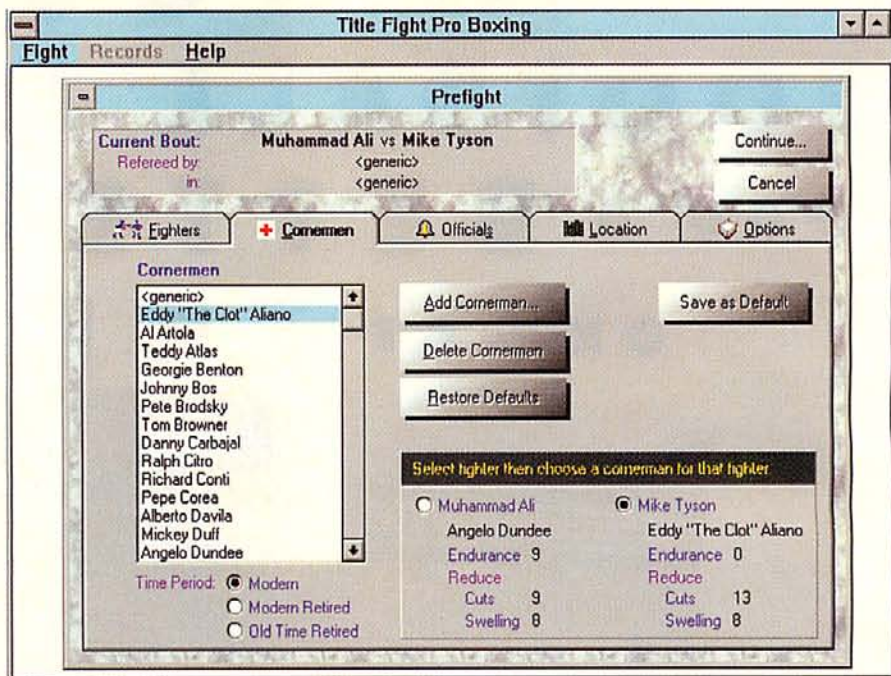 Title Fight Pro Boxing
Fight Records Help
Prefight
Current Bout: Muhammad Ali vs Mike Tyson
Refereed by: <generic>
in: <generic>
Continue...
Cancel
Fighters
Cornermen
Officials
Location
Options
Cornermen
<generic>
Eddy "The Clot" Aliano
Al Artola
Teddy Atlas
Georgie Benton
Johnny Bos
Pete Brodsky
Tom Browner
Danny Carbajal
Ralph Citro
Richard Conti
Pepe Corea
Alberto Davila
Mickey Duff
Angelo Dundee
Time Period: Modern
Modern Retired
Old Time Retired
Add Cornerman...
Delete Cornerman
Restore Defaults
Save as Default
Select fighter then choose a cornerman for that fighter
Muhammad Ali
Angelo Dundee
Endurance 9
Reduce
Cuts 9
Swelling 8
Mike Tyson
Eddy "The Clot" Aliano
Endurance 0
Reduce
Cuts 13
Swelling 8